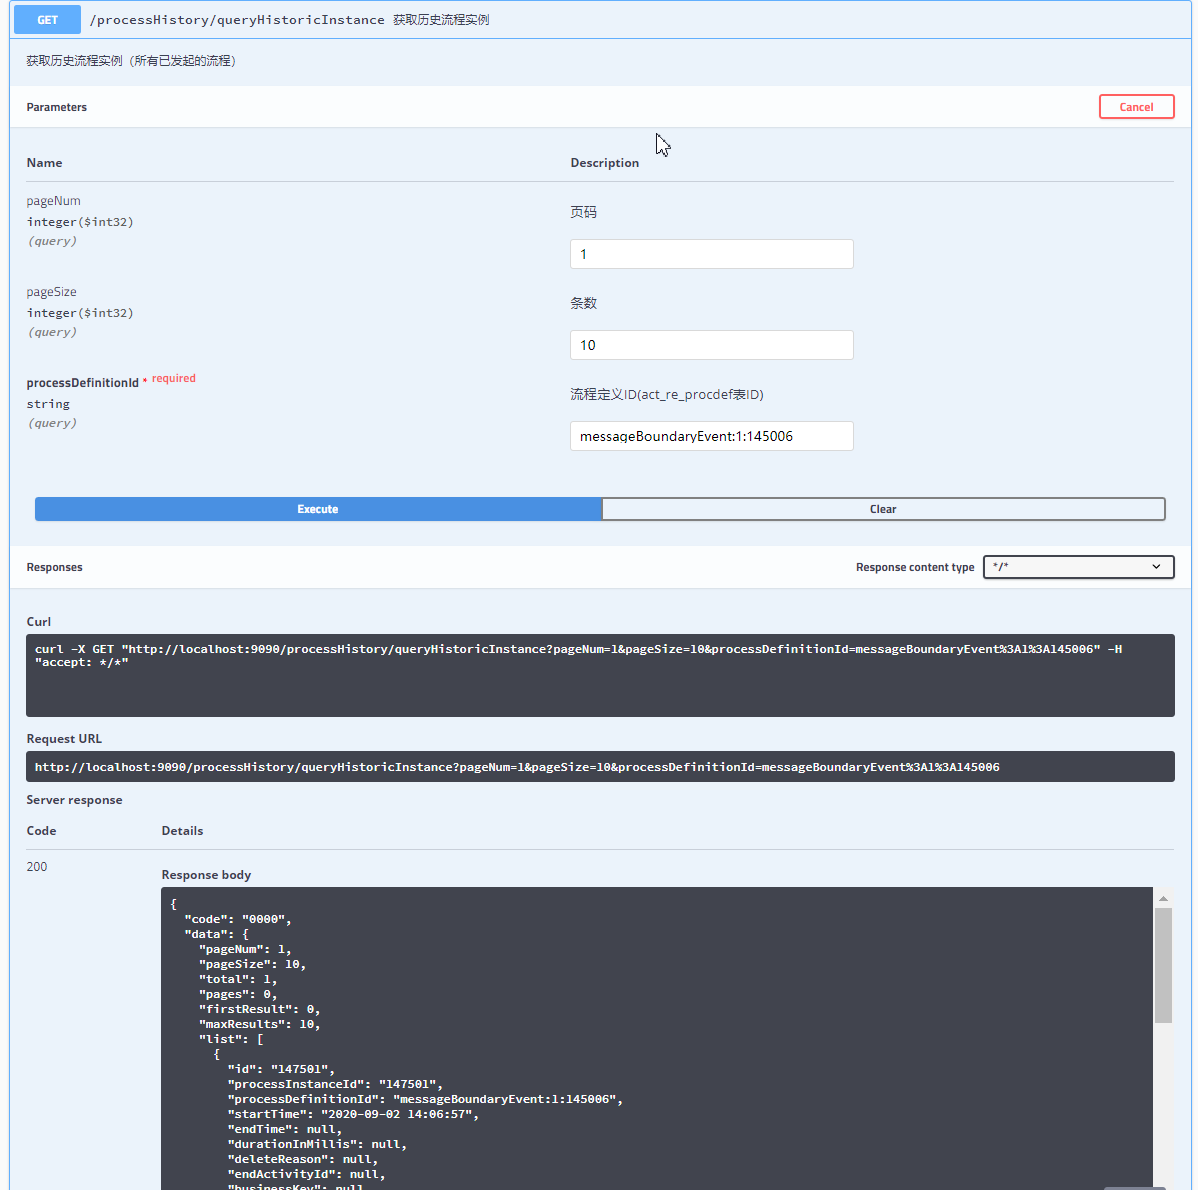 GET /processHistory/queryHistoricInstance 获取历史流程实例
获取历史流程实例（所有已发起的流程）
Parameters Cancel
Name Description
pageNum 页码
integer($int32)
(query)
1
pageSize 条数
integer($int32)
(query)
10
processDefinitionId * required 流程定义ID(act_re_procdef表ID)
string
(query)
messageBoundaryEvent:1:145006
Execute Clear
Responses Response content type */*
Curl
curl -X GET "http://localhost:9090/processHistory/queryHistoricInstance?pageNum=1&pageSize=10&processDefinitionId=messageBoundaryEvent%3A1%3A145006" -H
"accept: */*"
Request URL
http://localhost:9090/processHistory/queryHistoricInstance?pageNum=1&pageSize=10&processDefinitionId=messageBoundaryEvent%3A1%3A145006
Server response
Code Details
200
Response body
{
"code": "0000",
"data": {
"pageNum": 1,
"pageSize": 10,
"total": 1,
"pages": 0,
"firstResult": 0,
"maxResults": 10,
"list": [
{
"id": "147501",
"processInstanceId": "147501",
"processDefinitionId": "messageBoundaryEvent:1:145006",
"startTime": "2020-09-02 14:06:57",
"endTime": null,
"durationInMillis": null,
"deleteReason": null,
"endActivityId": null,
"businessKey": null,